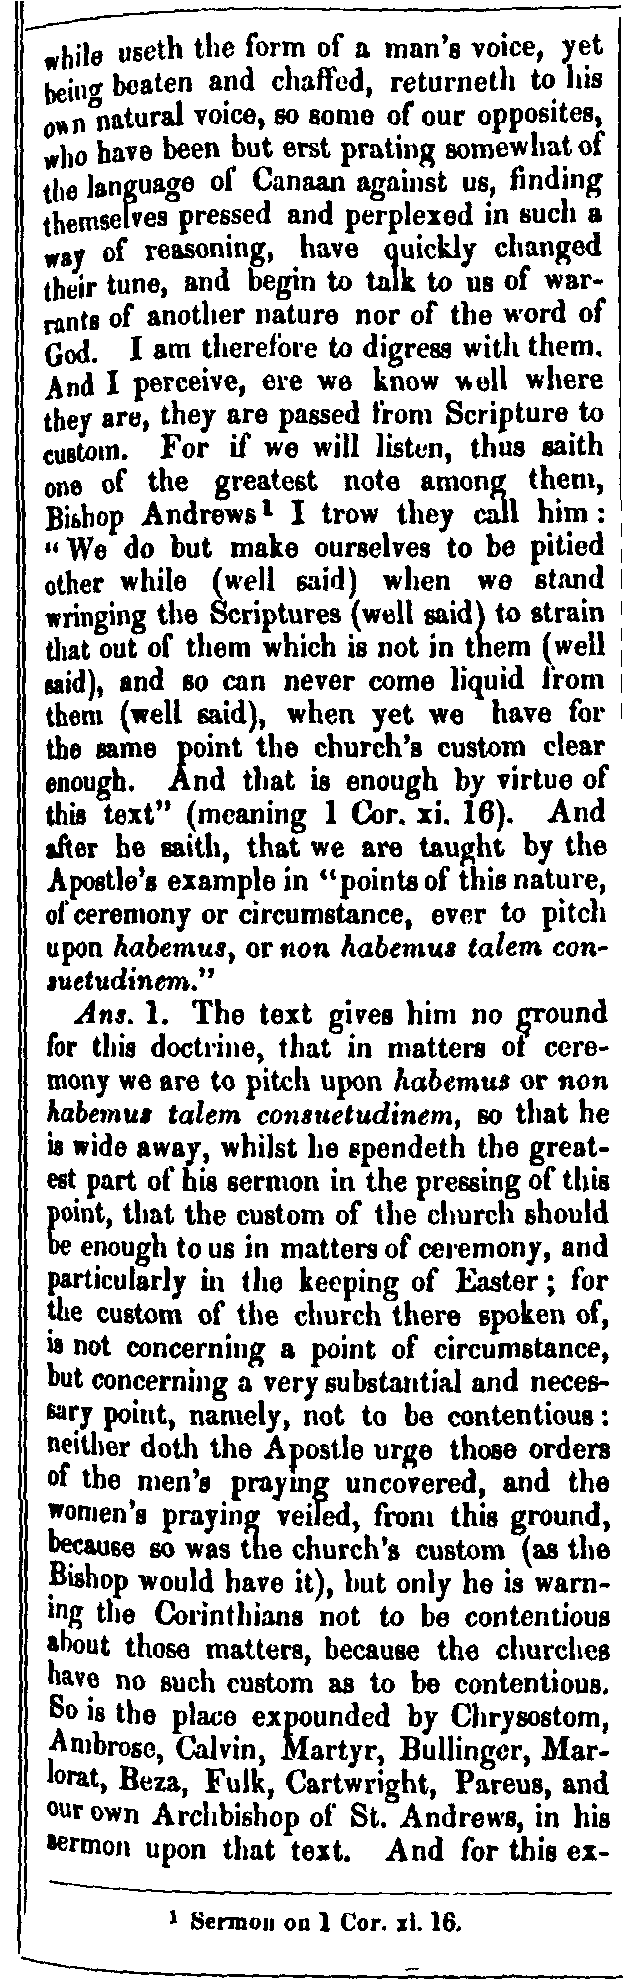 while useth the form of a man's voice, yet
being beaten and chaffed, returneth to his
own natural voice, so some of our opposites,
who have been but erst prating somewhat of
the language of Canaan against us, finding
themselves pressed and perplexed in such a
way of reasoning, have quickly changed
their tune, and begin to talk to us of war-
rants of another nature nor of the word of
God. I am therefore to digress with them.
And I perceive, ere we know well where
they are, they are passed from Scripture to
custom. For if we will listen, thus saith
one of the greatest note among them,
Bishop Andrews¹ I trow they call him:
"We do but make ourselves to be pitied
other while (well said) when we stand
wringing the Scriptures (well said) to strain
that out of them which is not in them (well
said), and so can never come liquid from
them (well said), when yet we have for
the same point the church's custom clear
enough. And that is enough by virtue of
this text" (meaning 1 Cor. xi. 16). And
after he saith, that we are taught by the
Apostle's example in "points of this nature,
of ceremony or circumstance, ever to pitch
upon habemus, or non habemus talem con-
suetudinem."
Ans. 1. The text gives him no ground
for this doctrine, that in matters of cere-
mony we are to pitch upon habemus or non
habemus talem consuetudinem, so that he
is wide away, whilst he spendeth the great-
est part of his sermon in the pressing of this
point, that the custom of the church should
be enough to us in matters of ceremony, and
particularly in the keeping of Easter; for
the custom of the church there spoken of,
is not concerning a point of circumstance,
but concerning a very substantial and neces-
sary point, namely, not to be contentious:
neither doth the Apostle urge those orders
of the men's praying uncovered, and the
women's praying veiled, from this ground,
because so was the church's custom (as the
Bishop would have it), but only he is warn-
ing the Corinthians not to be contentious
about those matters, because the churches
have no such custom as to be contentious.
So is the place expounded by Chrysostom,
Ambrose, Calvin, Martyr, Bullinger, Mar-
lorat, Beza, Fulk, Cartwright, Pareus, and
our own Archbishop of St. Andrews, in his
sermon upon that text. And for this ex-
¹ Sermon on 1 Cor. xi. 16.